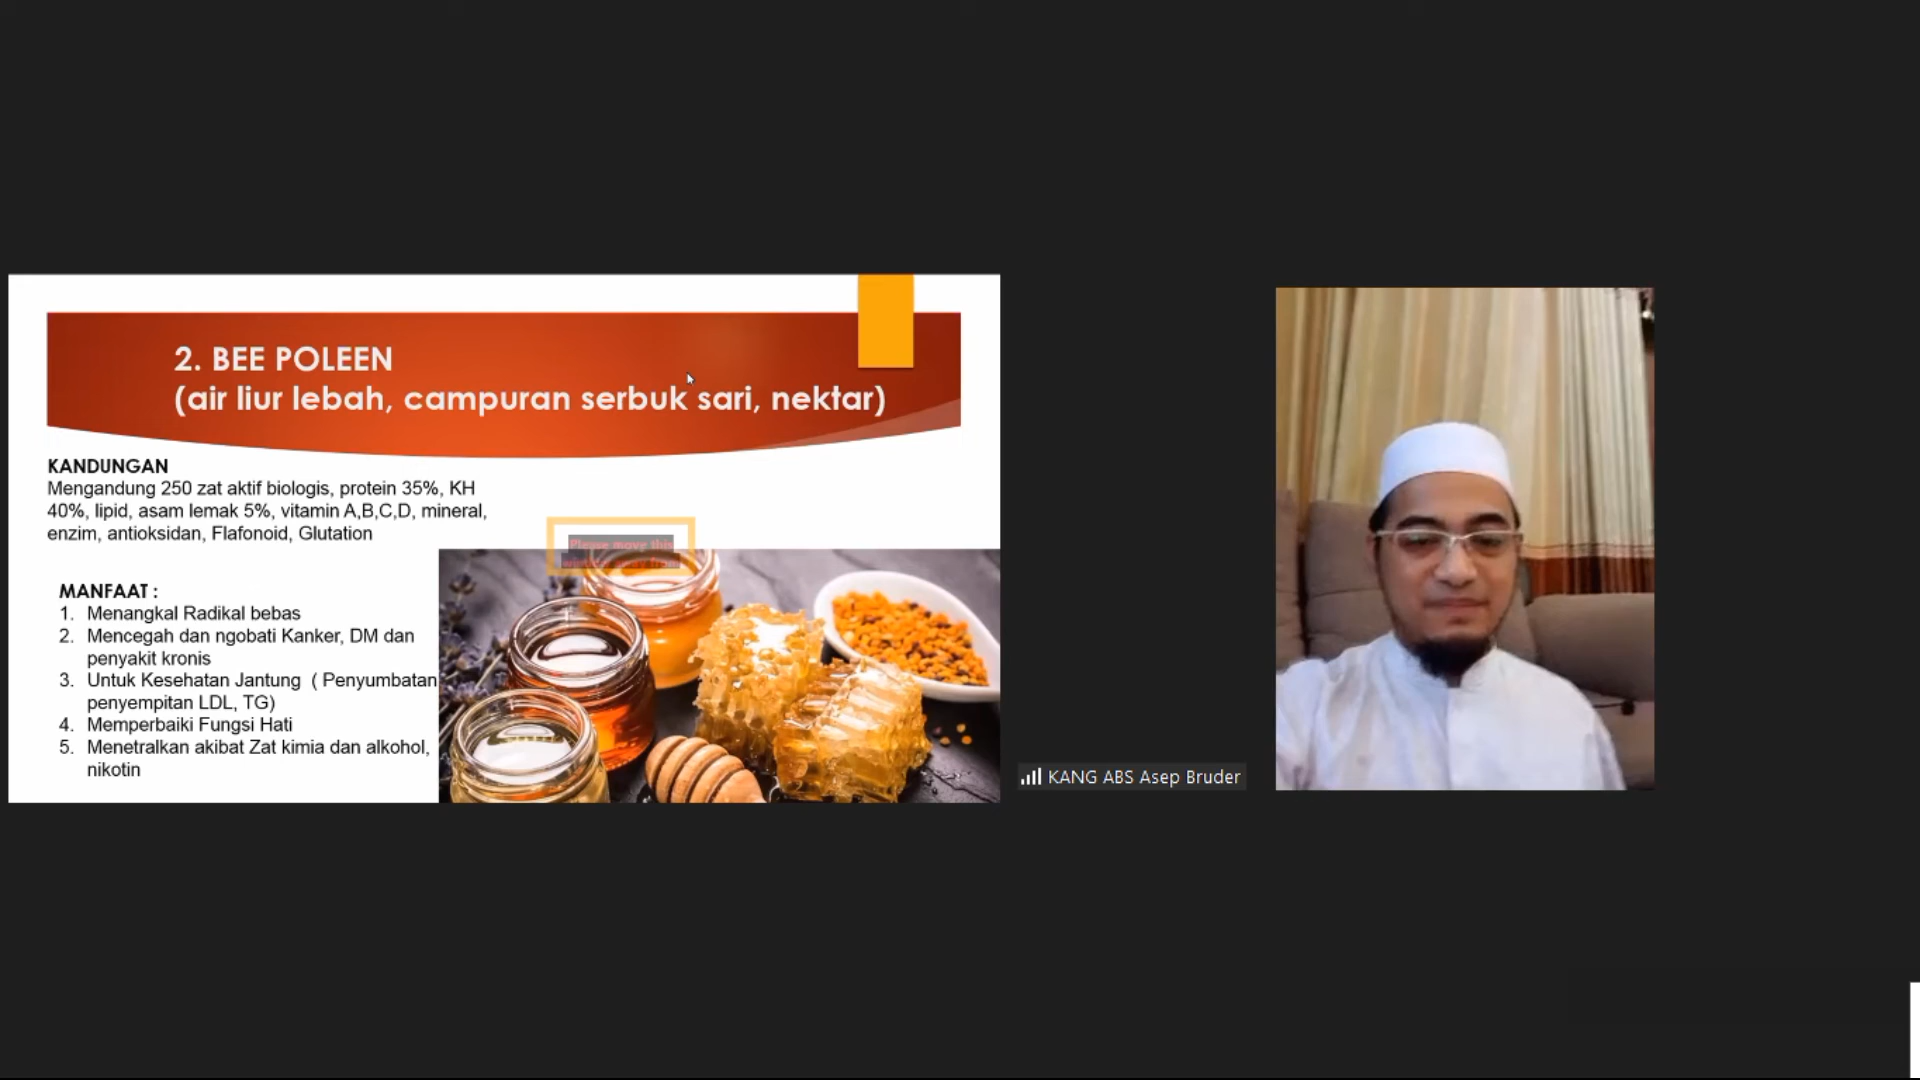 2. BEE POLEEN
(air liur lebah, campuran serbuk sari, nektar)
KANDUNGAN
Mengandung 250 zat aktif biologis, protein 35%, KH
40%, lipid, asam lemak 5%, vitamin A,B,C,D, mineral,
enzim, antioksidan, Flafonoid, Glutation
Please move this
MANFAAT :
1. Menangkal Radikal bebas
2. Mencegah dan ngobati Kanker, DM dan
penyakit kronis
3. Untuk Kesehatan Jantung ( Penyumbatan
penyempitan LDL, TG)
4. Memperbaiki Fungsi Hati
5. Menetralkan akibat Zat kimia dan alkohol,
nikotin
KANG ABS Asep Bruder